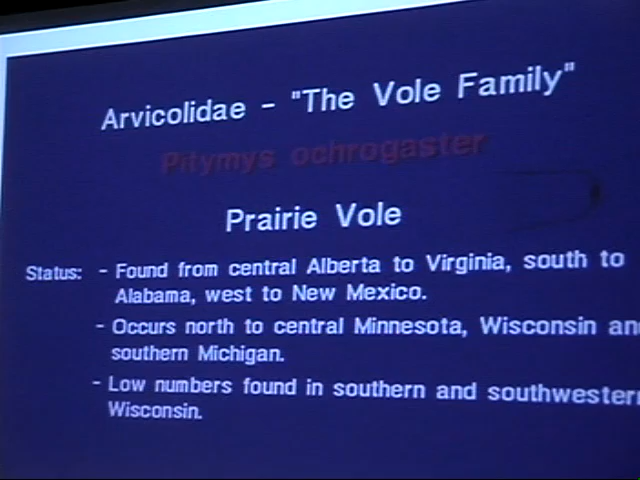 Arvicolidae - "The Vole Family"
Pitymys ochrogaster
Prairie Vole
Status: - Found from central Alberta to Virginia, south to
Alabama, west to New Mexico.
- Occurs north to central Minnesota, Wisconsin an
southern Michigan.
- Low numbers found in southern and southwester
Wisconsin.